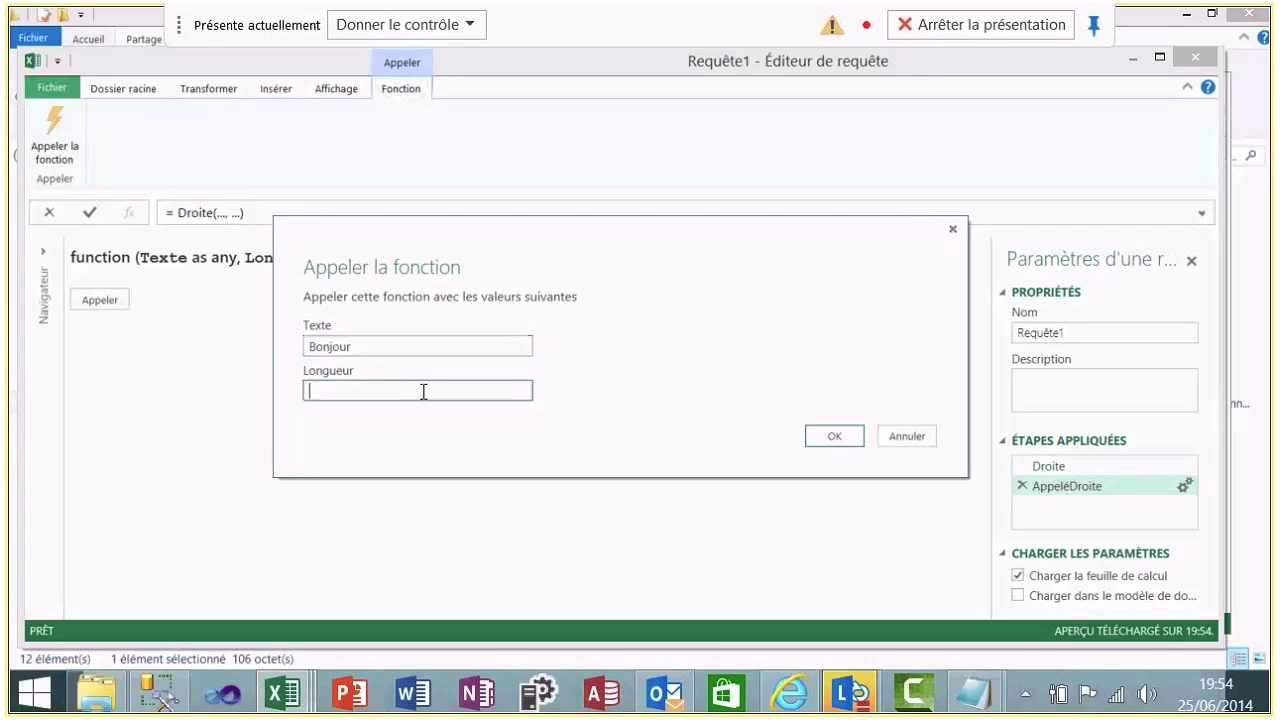 Présente actuellement
Donner le contrôle
Arrêter la présentation
Fichier
Accueil
Partage
Appeler
Requête1 - Éditeur de requête
Fichier
Dossier racine
Transformer
Insérer
Affichage
Fonction
Appeler la
fonction
Appeler
= Droite(..., ...)
function (Texte as any, Lon
Appeler
Navigateur
Appeler la fonction
Appeler cette fonction avec les valeurs suivantes
Texte
Bonjour
Longueur
OK
Annuler
Paramètres d'une r...
PROPRIÉTÉS
Nom
Requête1
Description
ÉTAPES APPLIQUÉES
Droite
AppeléDroite
CHARGER LES PARAMÈTRES
Charger la feuille de calcul
Charger dans le modèle de do...
PRÊT
APERÇU TÉLÉCHARGÉ SUR 19:54.
12 élément(s)
1 élément sélectionné 106 octet(s)
19:54
25/06/2014